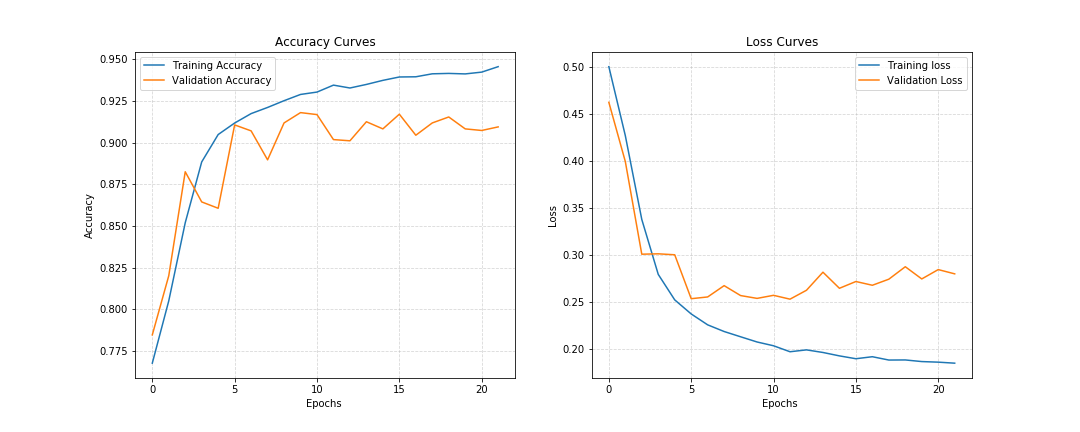 Accuracy Curves
Training Accuracy
Validation Accuracy
0.950
0.925
0.900
0.875
0.850
0.825
0.800
0.775
Accuracy
0 5 10 15 20
Epochs
Loss Curves
Training loss
Validation Loss
0.50
0.45
0.40
0.35
0.30
0.25
0.20
Loss
0 5 10 15 20
Epochs